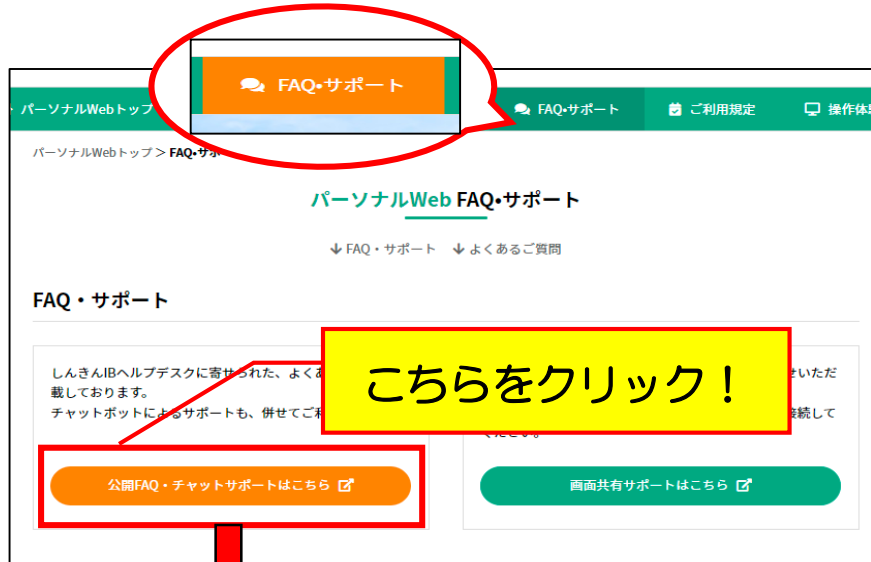 FAQ•サポート
パーソナルWebトップ
FAQ•サポート
ご利用規定
操作体
パーソナルWebトップ > FAQ•サポ
パーソナルWeb FAQ•サポート
FAQ・サポート
よくあるご質問
FAQ・サポート
しんきんIBヘルプデスクに寄せられた、よくあ
載しております。
チャットボットによるサポートも、併せてご利
せいただ
接続して
ください。
こちらをクリック！
公開FAQ・チャットサポートはこちら
画面共有サポートはこちら